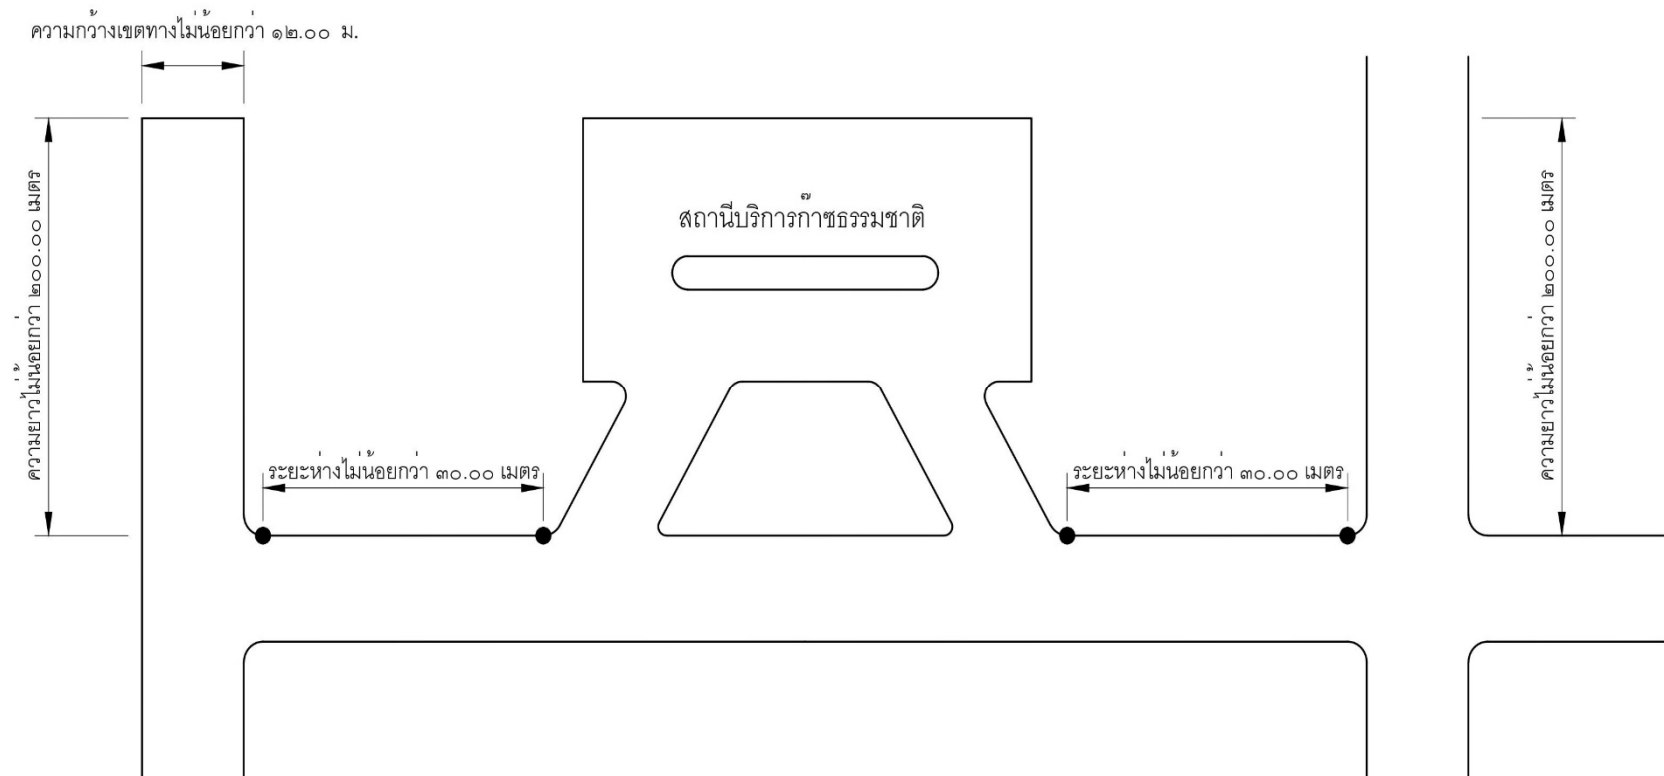 ความกว้างเขตทางไม่น้อยกว่า ๑๒.๐๐ ม.
ความยาวไม่น้อยกว่า ๒๐๐.๐๐ เมตร
สถานีบริการก๊าซธรรมชาติ
ความยาวไม่น้อยกว่า ๒๐๐.๐๐ เมตร
ระยะห่างไม่น้อยกว่า ๓๐.๐๐ เมตร
ระยะห่างไม่น้อยกว่า ๓๐.๐๐ เมตร